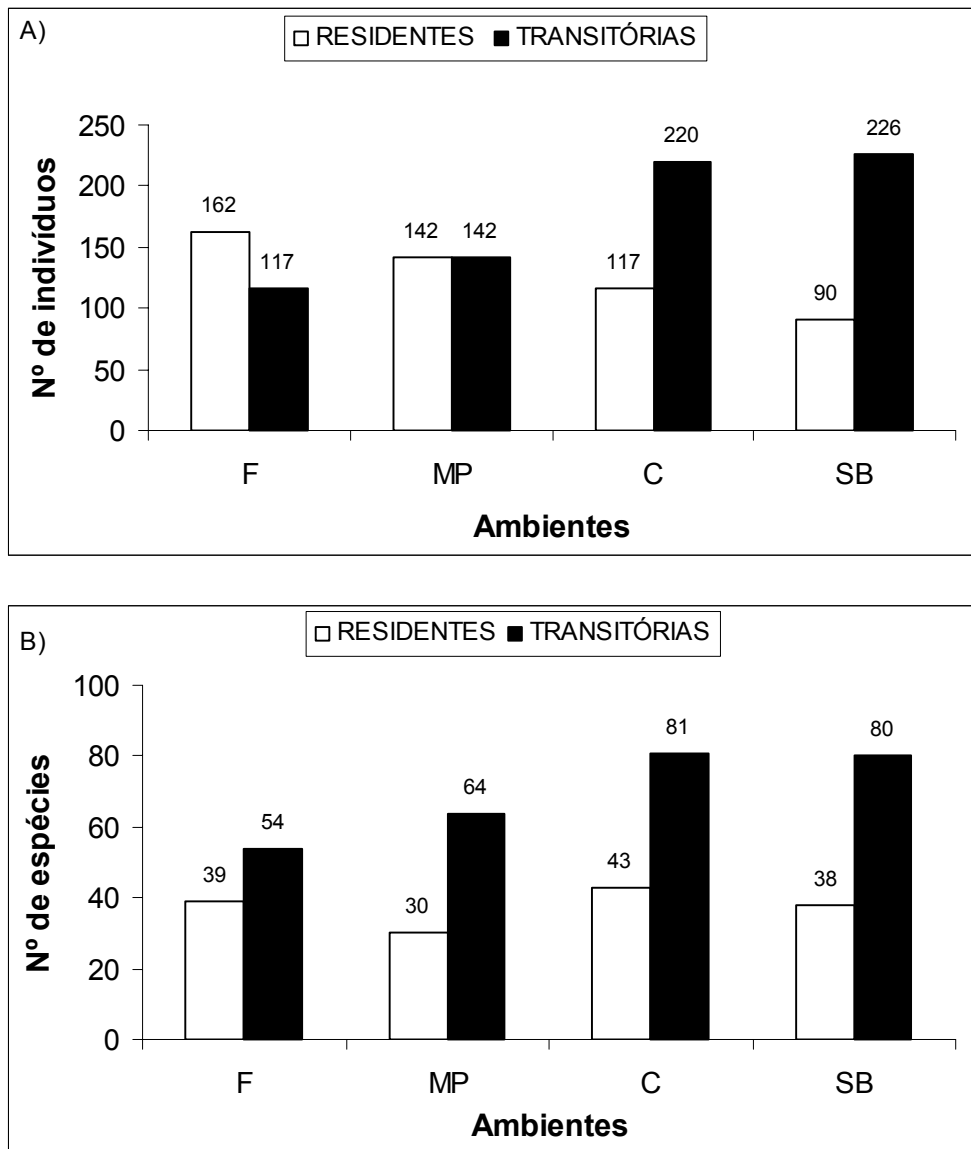 A)
RESIDENTES TRANSITÓRIAS
Nº de indivíduos
250
200
150
100
50
0
162
117
142
142
117
220
90
226
F MP C SB
Ambientes
B)
RESIDENTES TRANSITÓRIAS
Nº de espécies
100
80
60
40
20
0
39
54
30
64
43
81
38
80
F MP C SB
Ambientes